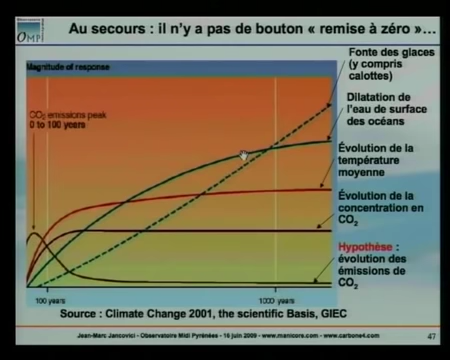 Au secours : il n'y a pas de bouton « remise à zéro »...
OMP
Magnitude of response
Fonte des glaces
(y compris
calottes)
Dilatation de
l'eau de surface
des océans
CO2 emissions peak
0 to 100 years
Évolution de la
température
moyenne
Évolution de la
concentration en
CO2
Hypothèse :
évolution des
émissions de
CO2
100 years
1000 years
Source : Climate Change 2001, the scientific Basis, GIEC
Jean-Marc Jancovici - Observatoire Midi Pyrénées - 16 juin 2009 - www.manicore.com - www.carbone4.com
47